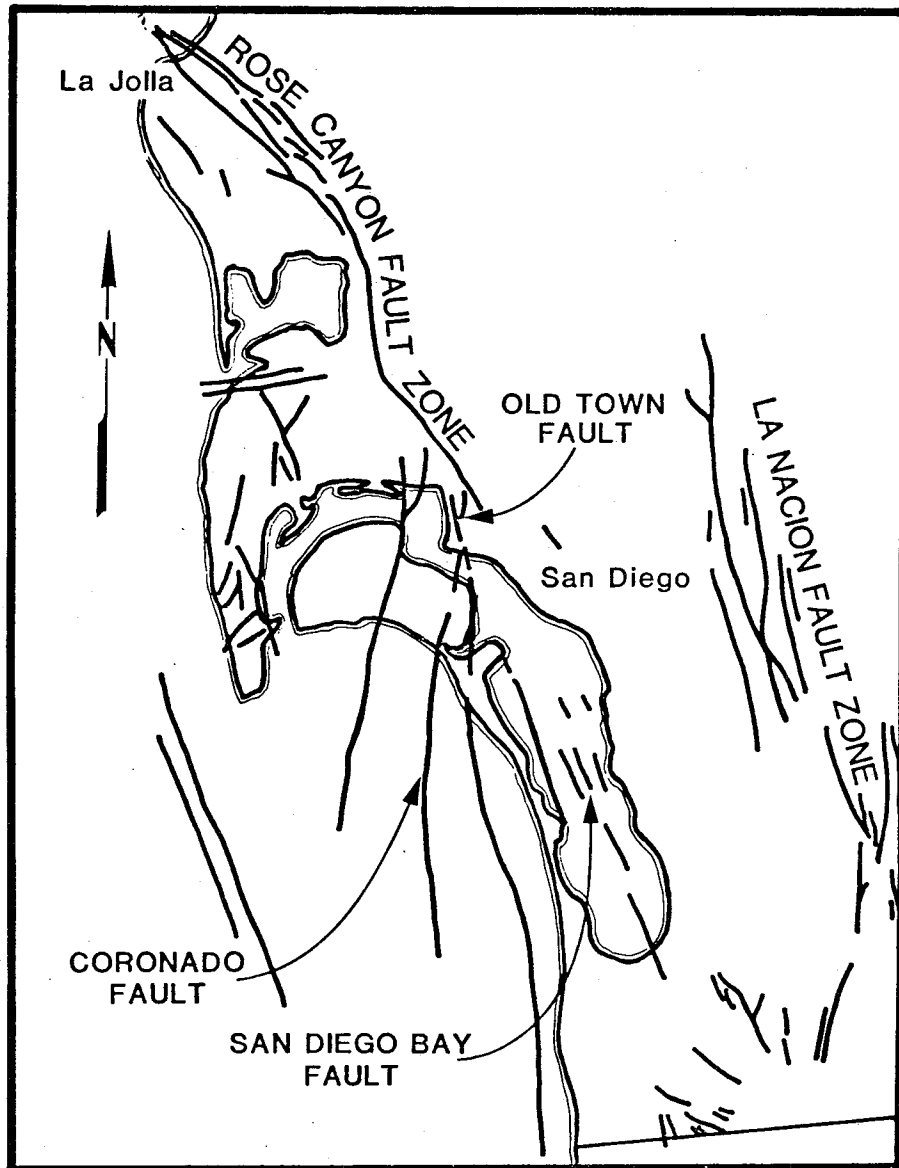 La Jolla
ROSE CANYON FAULT ZONE
N
OLD TOWN
FAULT
LA NACION FAULT ZONE
San Diego
CORONADO
FAULT
SAN DIEGO BAY
FAULT